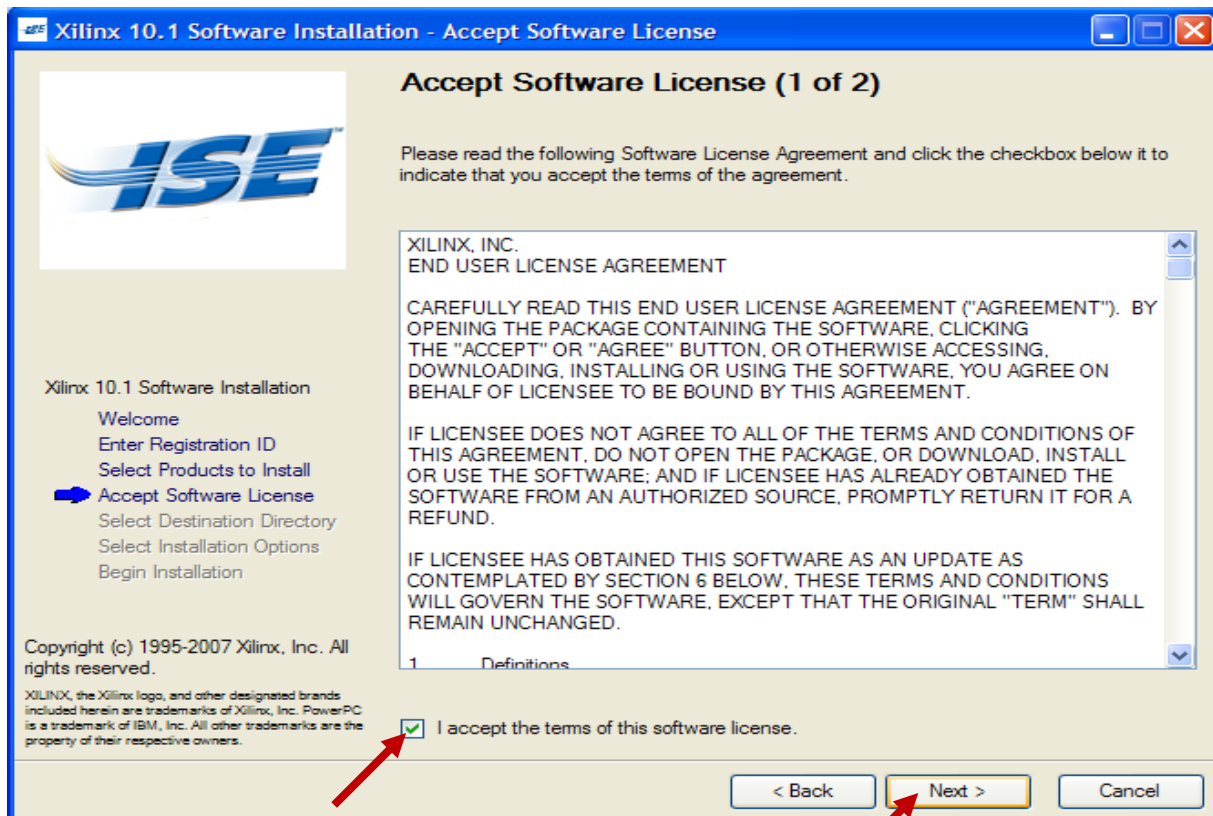 ISE Xilinx 10.1 Software Installation - Accept Software License
ISE™
Xilinx 10.1 Software Installation
Welcome
Enter Registration ID
Select Products to Install
Accept Software License
Select Destination Directory
Select Installation Options
Begin Installation
Copyright (c) 1995-2007 Xilinx, Inc. All
rights reserved.
XILINX, the Xilinx logo, and other designated brands
included herein are trademarks of Xilinx, Inc. PowerPC
is a trademark of IBM, Inc. All other trademarks are the
property of their respective owners.
Accept Software License (1 of 2)
Please read the following Software License Agreement and click the checkbox below it to
indicate that you accept the terms of the agreement.
XILINX, INC.
END USER LICENSE AGREEMENT
CAREFULLY READ THIS END USER LICENSE AGREEMENT ("AGREEMENT").  BY
OPENING THE PACKAGE CONTAINING THE SOFTWARE, CLICKING
THE "ACCEPT" OR "AGREE" BUTTON, OR OTHERWISE ACCESSING,
DOWNLOADING, INSTALLING OR USING THE SOFTWARE, YOU AGREE ON
BEHALF OF LICENSEE TO BE BOUND BY THIS AGREEMENT.
IF LICENSEE DOES NOT AGREE TO ALL OF THE TERMS AND CONDITIONS OF
THIS AGREEMENT, DO NOT OPEN THE PACKAGE, OR DOWNLOAD, INSTALL
OR USE THE SOFTWARE; AND IF LICENSEE HAS ALREADY OBTAINED THE
SOFTWARE FROM AN AUTHORIZED SOURCE, PROMPTLY RETURN IT FOR A
REFUND.
IF LICENSEE HAS OBTAINED THIS SOFTWARE AS AN UPDATE AS
CONTEMPLATED BY SECTION 6 BELOW, THESE TERMS AND CONDITIONS
WILL GOVERN THE SOFTWARE, EXCEPT THAT THE ORIGINAL "TERM" SHALL
REMAIN UNCHANGED.
1 Definitions
I accept the terms of this software license.
< Back Next > Cancel